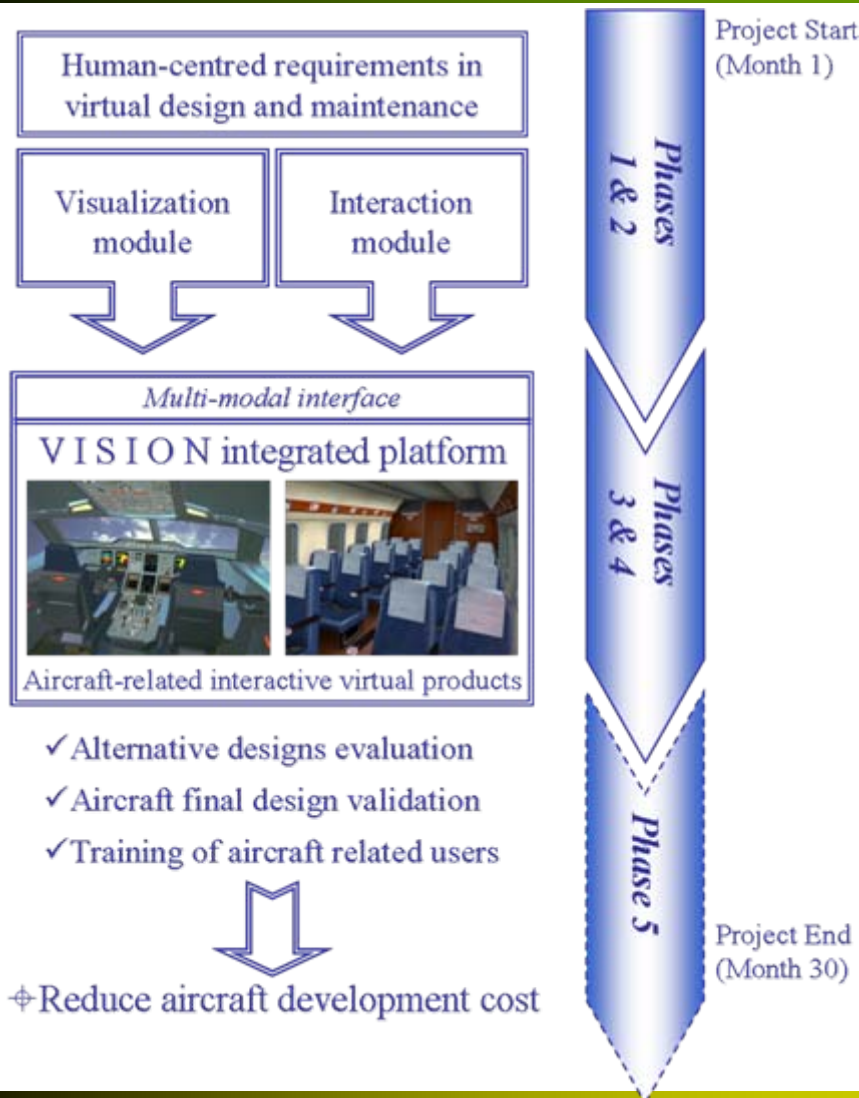 Human-centred requirements in
virtual design and maintenance
Visualization
module
Interaction
module
Multi-modal interface
V I S I O N integrated platform
Aircraft-related interactive virtual products
✓Alternative designs evaluation
✓Aircraft final design validation
✓Training of aircraft related users
Reduce aircraft development cost
Project Start
(Month 1)
Phases
1 & 2
Phases
3 & 4
Phase 5
Project End
(Month 30)